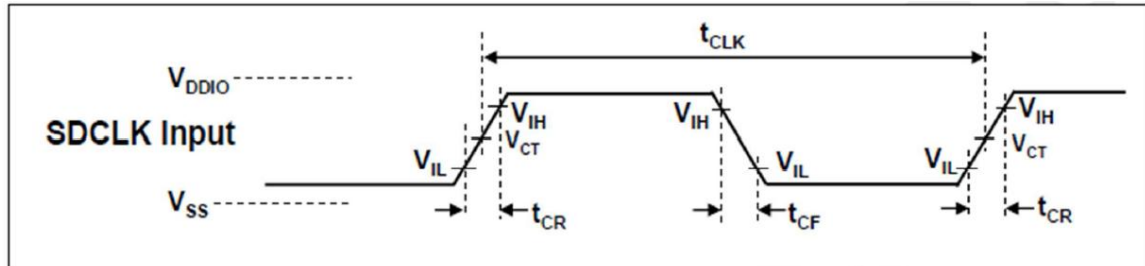 tCLK
VDDIO
SDCLK Input
VIH
VCT
VIL
VIH
VIL
VIH
VCT
VIL
VSS
tCR
tCF
tCR